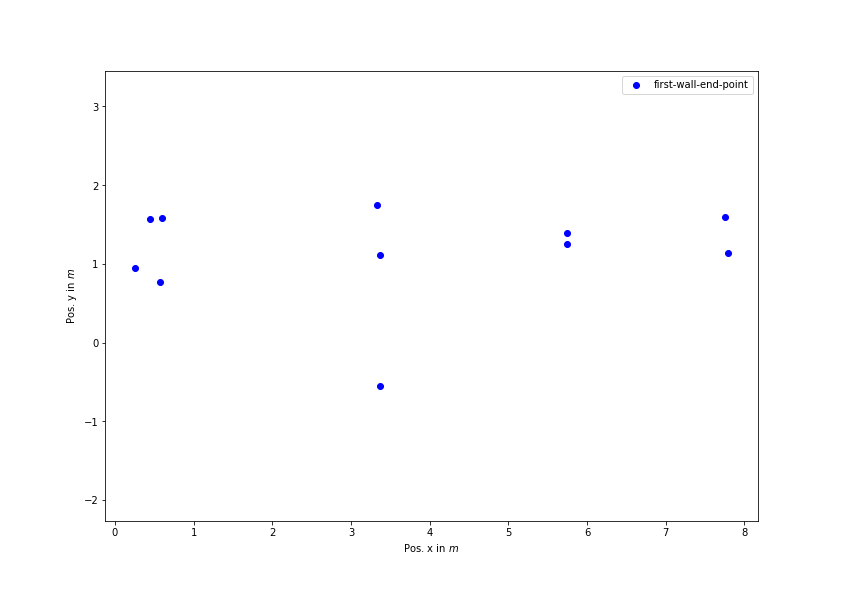 first-wall-end-point
3
2
1
0
−1
−2
Pos. y in m
0 1 2 3 4 5 6 7 8
Pos. x in m